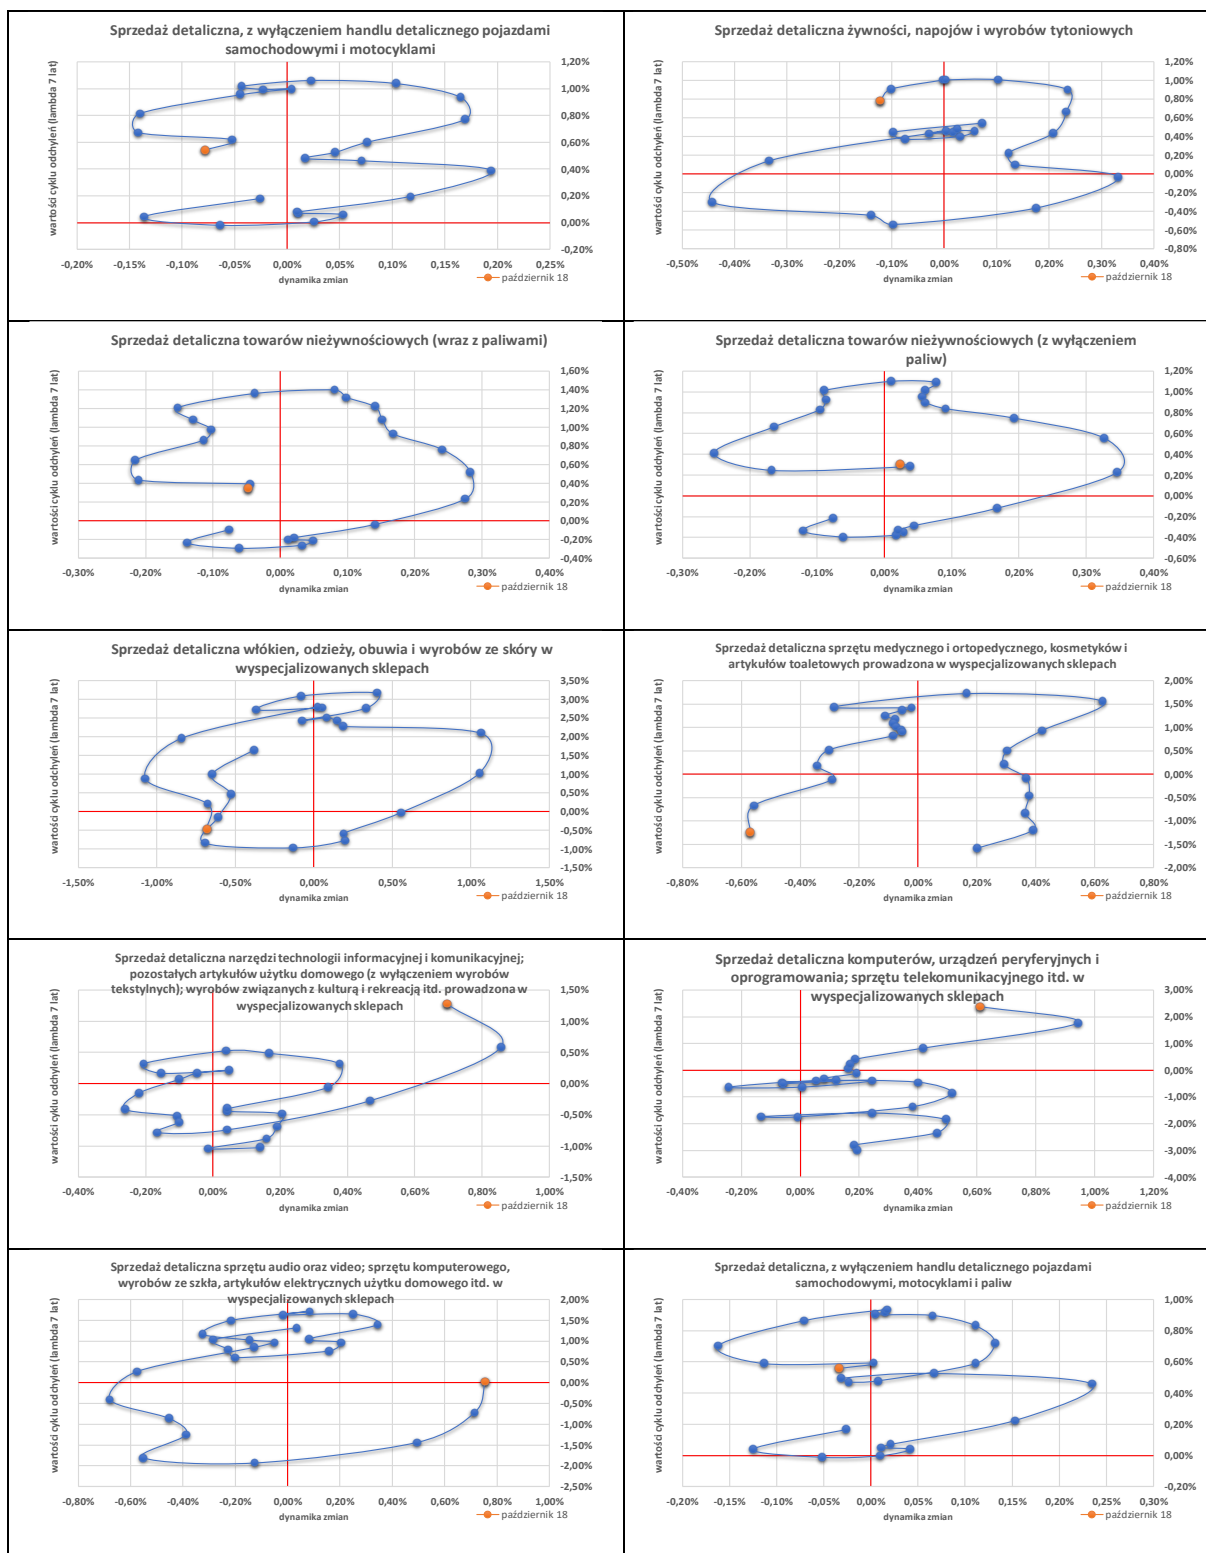 Sprzedaż detaliczna, z wyłączeniem handlu detalicznego pojazdami
samochodowymi i motocyklami
wartości cyklu odchyleń (lambda 7 lat)
1,20%
1,00%
0,80%
0,60%
0,40%
0,20%
0,00%
-0,20%
-0,20% -0,15% -0,10% -0,05% 0,00% 0,05% 0,10% 0,15% 0,20% 0,25%
dynamika zmian
październik 18
Sprzedaż detaliczna żywności, napojów i wyrobów tytoniowych
wartości cyklu odchyleń (lambda 7 lat)
1,20%
1,00%
0,80%
0,60%
0,40%
0,20%
0,00%
-0,20%
-0,40%
-0,60%
-0,80%
-0,50% -0,40% -0,30% -0,20% -0,10% 0,00% 0,10% 0,20% 0,30% 0,40%
dynamika zmian
październik 18
Sprzedaż detaliczna towarów nieżywnościowych (wraz z paliwami)
wartości cyklu odchyleń (lambda 7 lat)
1,60%
1,40%
1,20%
1,00%
0,80%
0,60%
0,40%
0,20%
0,00%
-0,20%
-0,40%
-0,30% -0,20% -0,10% 0,00% 0,10% 0,20% 0,30% 0,40%
dynamika zmian
październik 18
Sprzedaż detaliczna towarów nieżywnościowych (z wyłączeniem
paliw)
wartości cyklu odchyleń (lambda 7 lat)
1,20%
1,00%
0,80%
0,60%
0,40%
0,20%
0,00%
-0,20%
-0,40%
-0,60%
-0,30% -0,20% -0,10% 0,00% 0,10% 0,20% 0,30% 0,40%
dynamika zmian
październik 18
Sprzedaż detaliczna włókien, odzieży, obuwia i wyrobów ze skóry w
wyspecjalizowanych sklepach
wartości cyklu odchyleń (lambda 7 lat)
3,50%
3,00%
2,50%
2,00%
1,50%
1,00%
0,50%
0,00%
-0,50%
-1,00%
-1,50%
-1,50% -1,00% -0,50% 0,00% 0,50% 1,00% 1,50%
dynamika zmian
październik 18
Sprzedaż detaliczna sprzętu medycznego i ortopedycznego, kosmetyków i
artykułów toaletowych prowadzona w wyspecjalizowanych sklepach
wartości cyklu odchyleń (lambda 7 lat)
2,00%
1,50%
1,00%
0,50%
0,00%
-0,50%
-1,00%
-1,50%
-2,00%
-0,80% -0,60% -0,40% -0,20% 0,00% 0,20% 0,40% 0,60% 0,80%
dynamika zmian
październik 18
Sprzedaż detaliczna narzędzi technologii informacyjnej i komunikacyjnej;
pozostałych artykułów użytku domowego (z wyłączeniem wyrobów
tekstylnych); wyrobów związanych z kulturą i rekreacją itd. prowadzona w
wyspecjalizowanych sklepach
wartości cyklu odchyleń (lambda 7 lat)
1,50%
1,00%
0,50%
0,00%
-0,50%
-1,00%
-1,50%
-0,40% -0,20% 0,00% 0,20% 0,40% 0,60% 0,80% 1,00%
dynamika zmian
październik 18
Sprzedaż detaliczna komputerów, urządzeń peryferyjnych i
oprogramowania; sprzętu telekomunikacyjnego itd. w
wyspecjalizowanych sklepach
wartości cyklu odchyleń (lambda 7 lat)
3,00%
2,00%
1,00%
0,00%
-1,00%
-2,00%
-3,00%
-4,00%
-0,40% -0,20% 0,00% 0,20% 0,40% 0,60% 0,80% 1,00% 1,20%
dynamika zmian
październik 18
Sprzedaż detaliczna sprzętu audio oraz video; sprzętu komputerowego,
wyrobów ze szkła, artykułów elektrycznych użytku domowego itd. w
wyspecjalizowanych sklepach
wartości cyklu odchyleń (lambda 7 lat)
2,00%
1,50%
1,00%
0,50%
0,00%
-0,50%
-1,00%
-1,50%
-2,00%
-2,50%
-0,80% -0,60% -0,40% -0,20% 0,00% 0,20% 0,40% 0,60% 0,80% 1,00%
dynamika zmian
październik 18
Sprzedaż detaliczna, z wyłączeniem handlu detalicznego pojazdami
samochodowymi, motocyklami i paliw
wartości cyklu odchyleń (lambda 7 lat)
1,00%
0,80%
0,60%
0,40%
0,20%
0,00%
-0,20%
-0,20% -0,15% -0,10% -0,05% 0,00% 0,05% 0,10% 0,15% 0,20% 0,25% 0,30%
dynamika zmian
październik 18